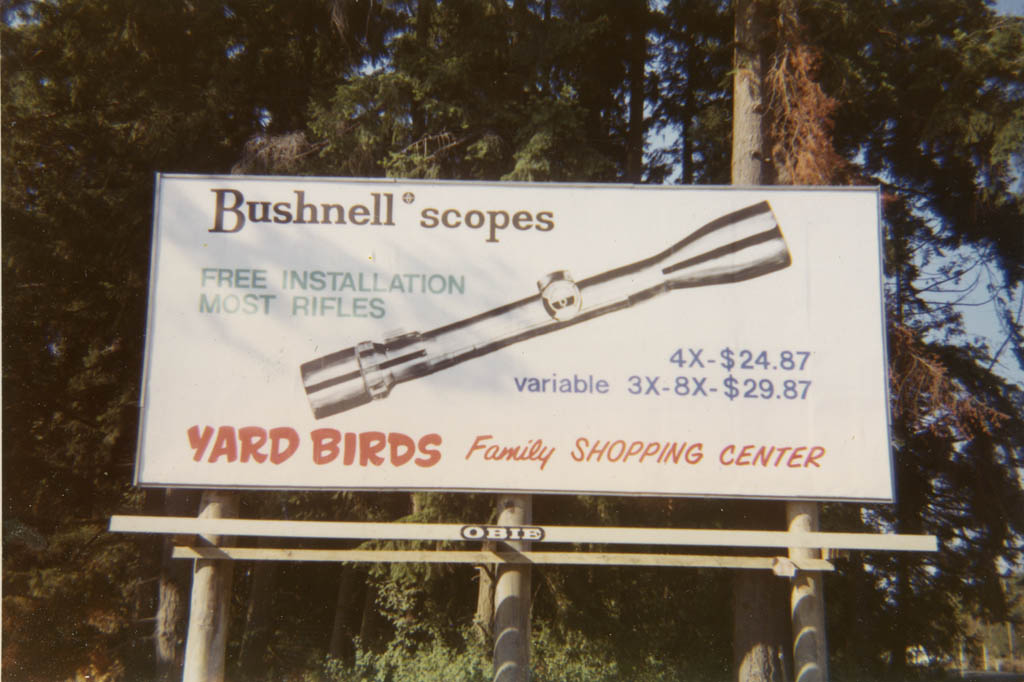 Bushnell scopes
FREE INSTALLATION
MOST RIFLES
4X-$24.87
variable 3X-8X-$29.87
YARD BIRDS Family SHOPPING CENTER
OBIE